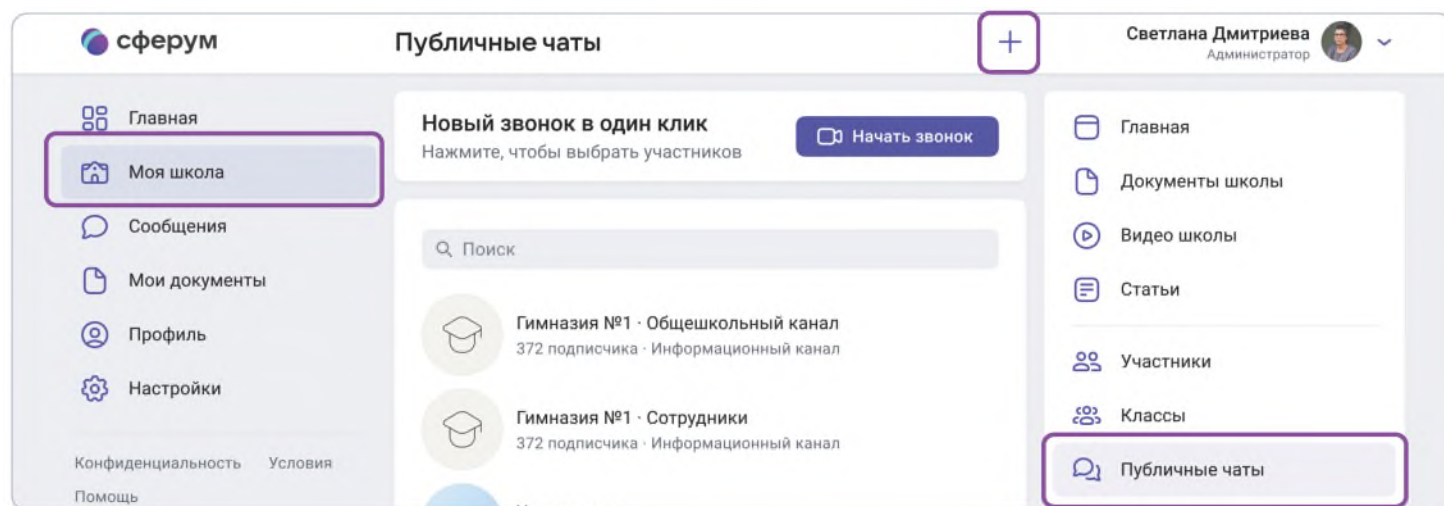 сферум
Публичные чаты
Светлана Дмитриева
Администратор
Главная
Моя школа
Сообщения
Мои документы
Профиль
Настройки
Конфиденциальность Условия
Помощь
Новый звонок в один клик
Нажмите, чтобы выбрать участников
Начать звонок
Поиск
Гимназия №1 · Общешкольный канал
372 подписчика · Информационный канал
Гимназия №1 · Сотрудники
372 подписчика · Информационный канал
Главная
Документы школы
Видео школы
Статьи
Участники
Классы
Публичные чаты